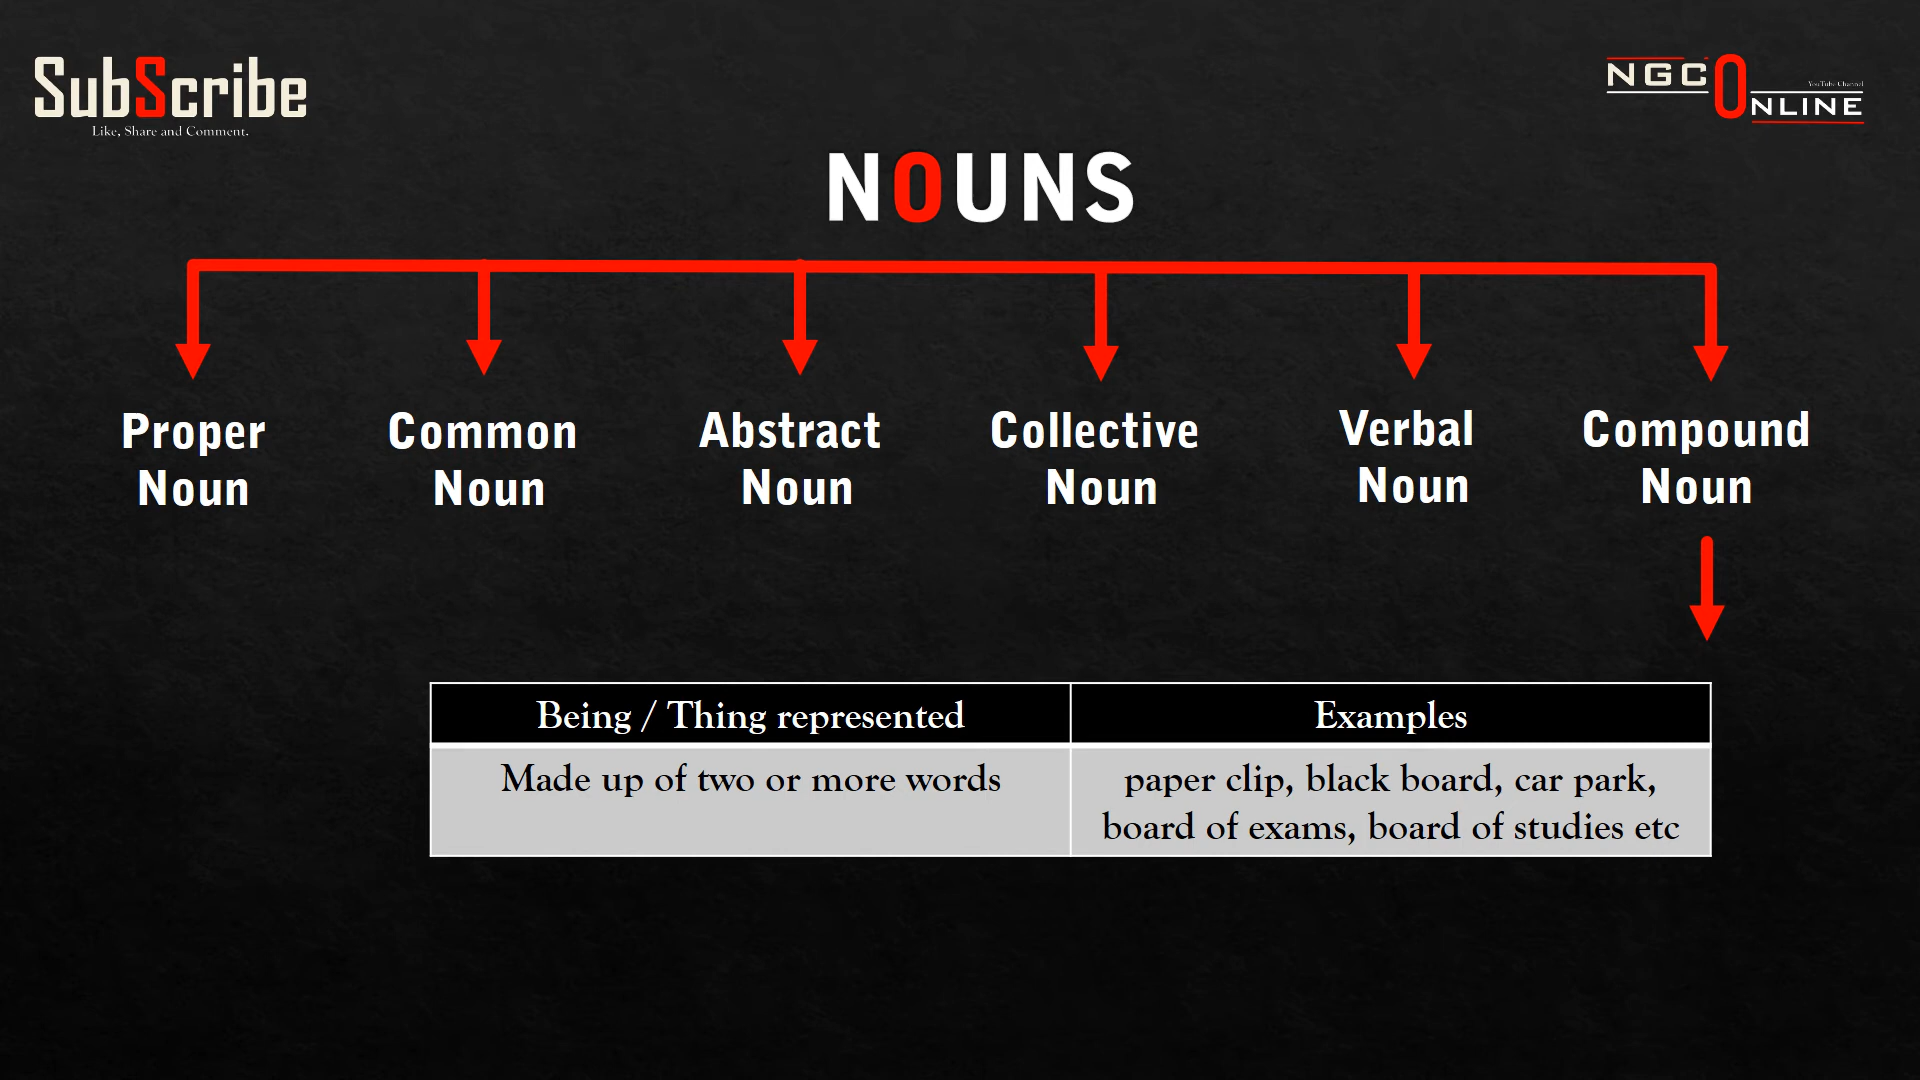 SubScribe
Like, Share and Comment.
NGC ONLINE
YouTube Channel
NOUNS
Proper
Noun
Common
Noun
Abstract
Noun
Collective
Noun
Verbal
Noun
Compound
Noun
Being / Thing represented
Examples
Made up of two or more words
paper clip, black board, car park,
board of exams, board of studies etc